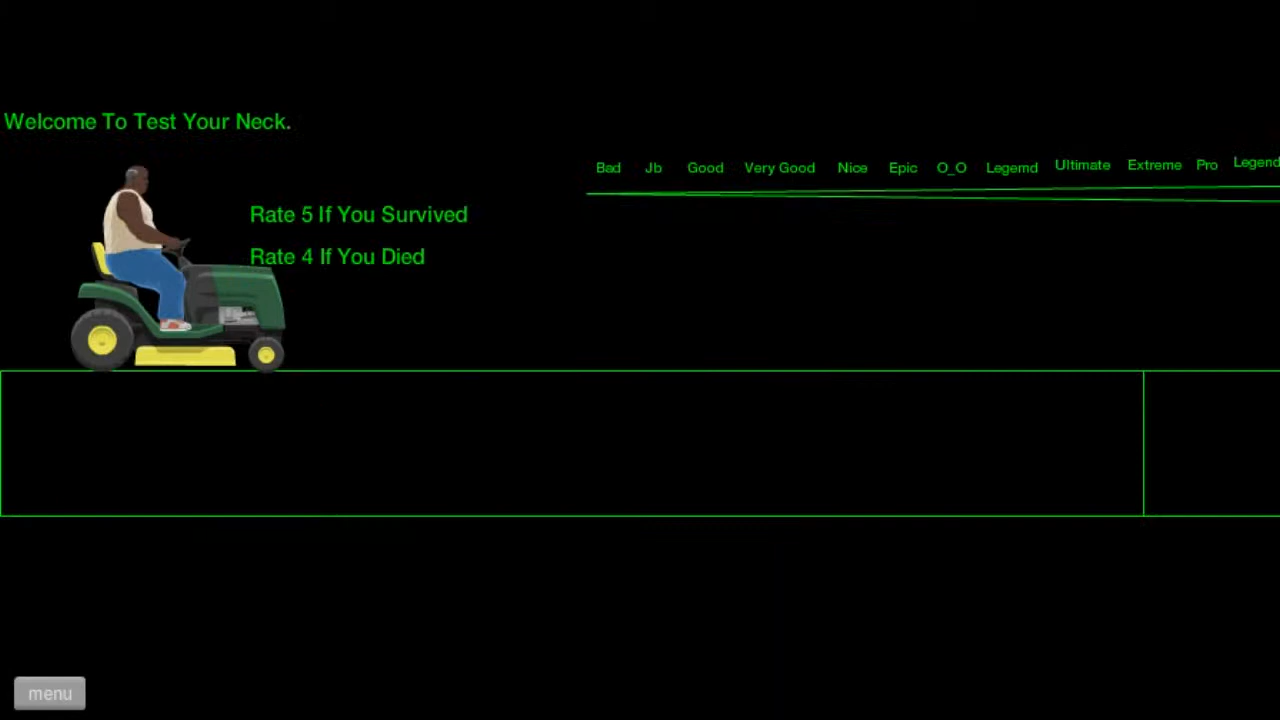 Welcome To Test Your Neck.
Bad Jb Good Very Good Nice Epic O_O Legemd Ultimate Extreme Pro Legend
Rate 5 If You Survived
Rate 4 If You Died
menu